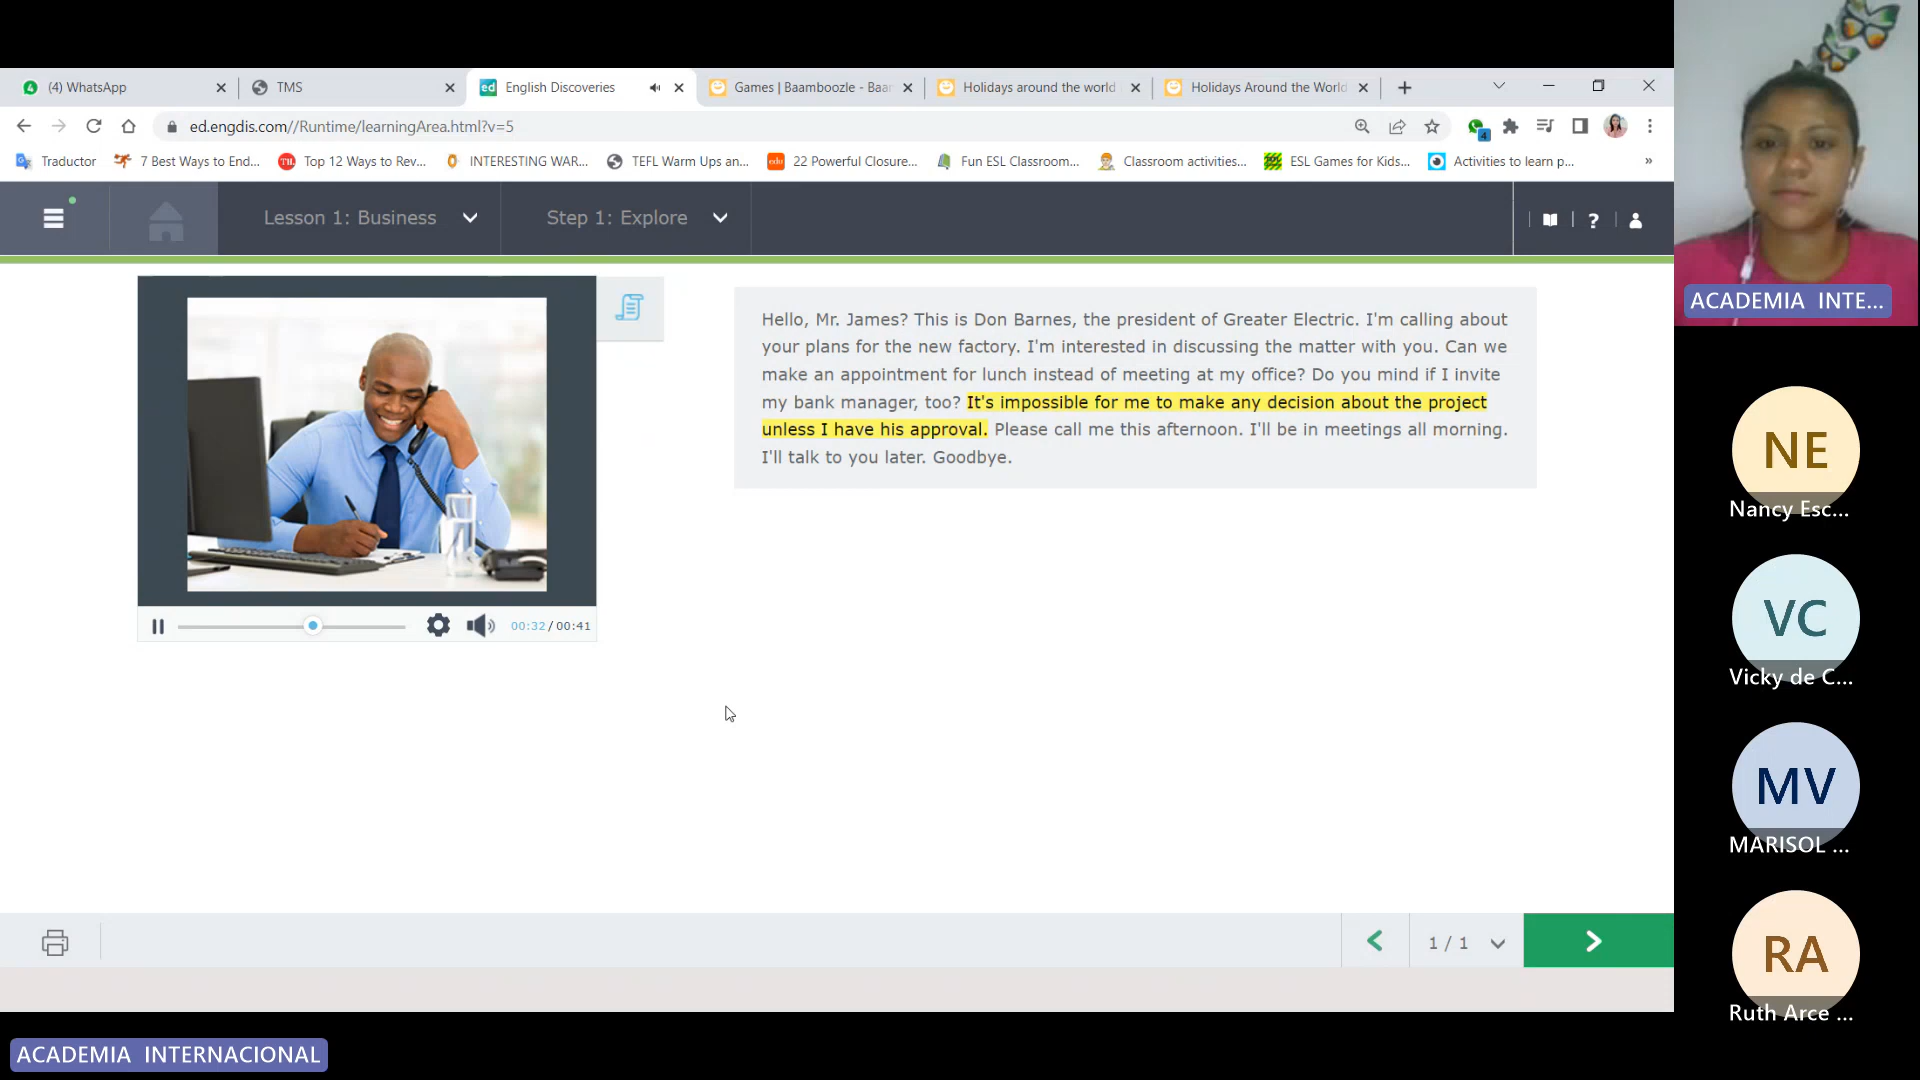 (4) WhatsApp
TMS
English Discoveries
Games | Baamboozle - Baa
Holidays around the world
Holidays Around the World
ed.engdis.com//Runtime/learningArea.html?v=5
4
Traductor
7 Best Ways to End...
Top 12 Ways to Rev...
INTERESTING WAR...
TEFL Warm Ups an...
22 Powerful Closure...
Fun ESL Classroom...
Classroom activities...
ESL Games for Kids...
Activities to learn p...
»
Lesson 1: Business
Step 1: Explore
?
Hello, Mr. James? This is Don Barnes, the president of Greater Electric. I'm calling about
your plans for the new factory. I'm interested in discussing the matter with you. Can we
make an appointment for lunch instead of meeting at my office? Do you mind if I invite
my bank manager, too? It's impossible for me to make any decision about the project
unless I have his approval. Please call me this afternoon. I'll be in meetings all morning.
I'll talk to you later. Goodbye.
00:32 / 00:41
1 / 1
ACADEMIA INTERNACIONAL
ACADEMIA INTE...
NE
Nancy Esc...
VC
Vicky de C...
MV
MARISOL ...
RA
Ruth Arce ...